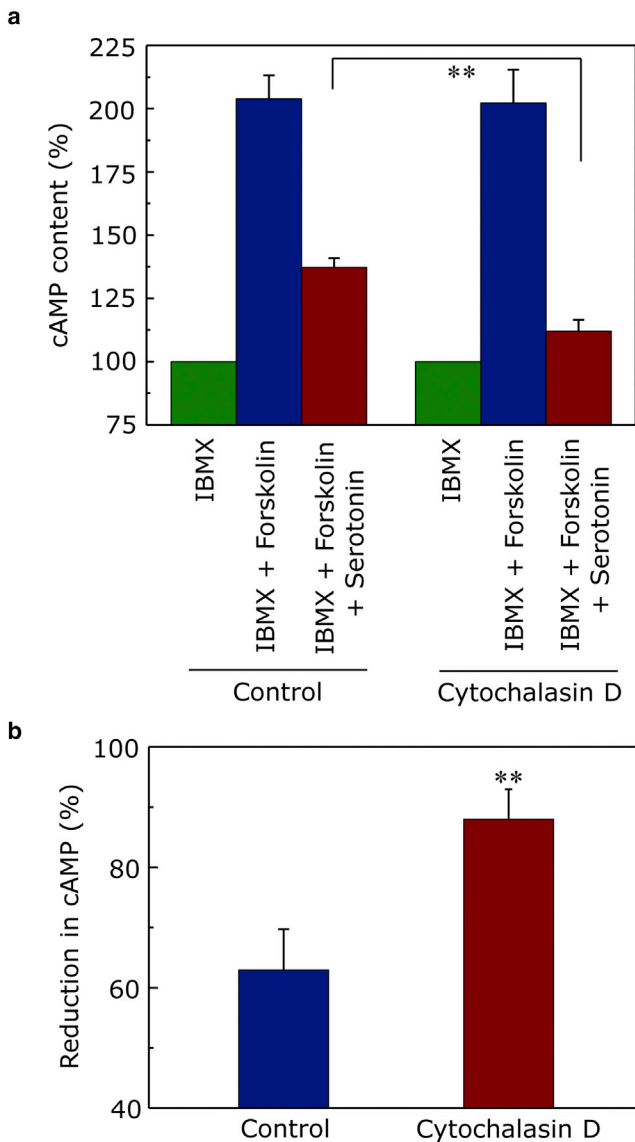 a
cAMP content (%)
225
200
175
150
125
100
75
**
IBMX
IBMX + Forskolin
IBMX + Forskolin
+ Serotonin
IBMX
IBMX + Forskolin
IBMX + Forskolin
+ Serotonin
Control
Cytochalasin D
b
Reduction in cAMP (%)
100
80
60
40
**
Control
Cytochalasin D